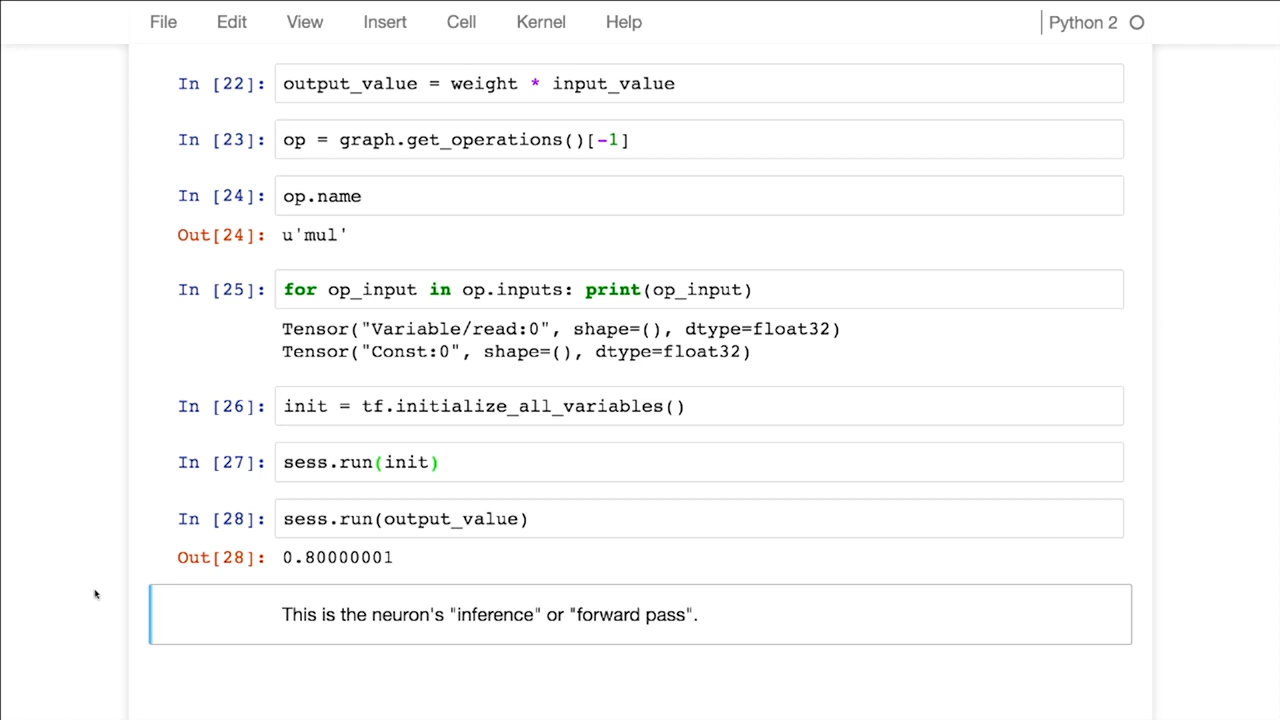 File Edit View Insert Cell Kernel Help Python 2
In [22]: output_value = weight * input_value
In [23]: op = graph.get_operations()[-1]
In [24]: op.name
Out[24]: u'mul'
In [25]: for op_input in op.inputs: print(op_input)
Tensor("Variable/read:0", shape=(), dtype=float32)
Tensor("Const:0", shape=(), dtype=float32)
In [26]: init = tf.initialize_all_variables()
In [27]: sess.run(init)
In [28]: sess.run(output_value)
Out[28]: 0.80000001
This is the neuron's "inference" or "forward pass".